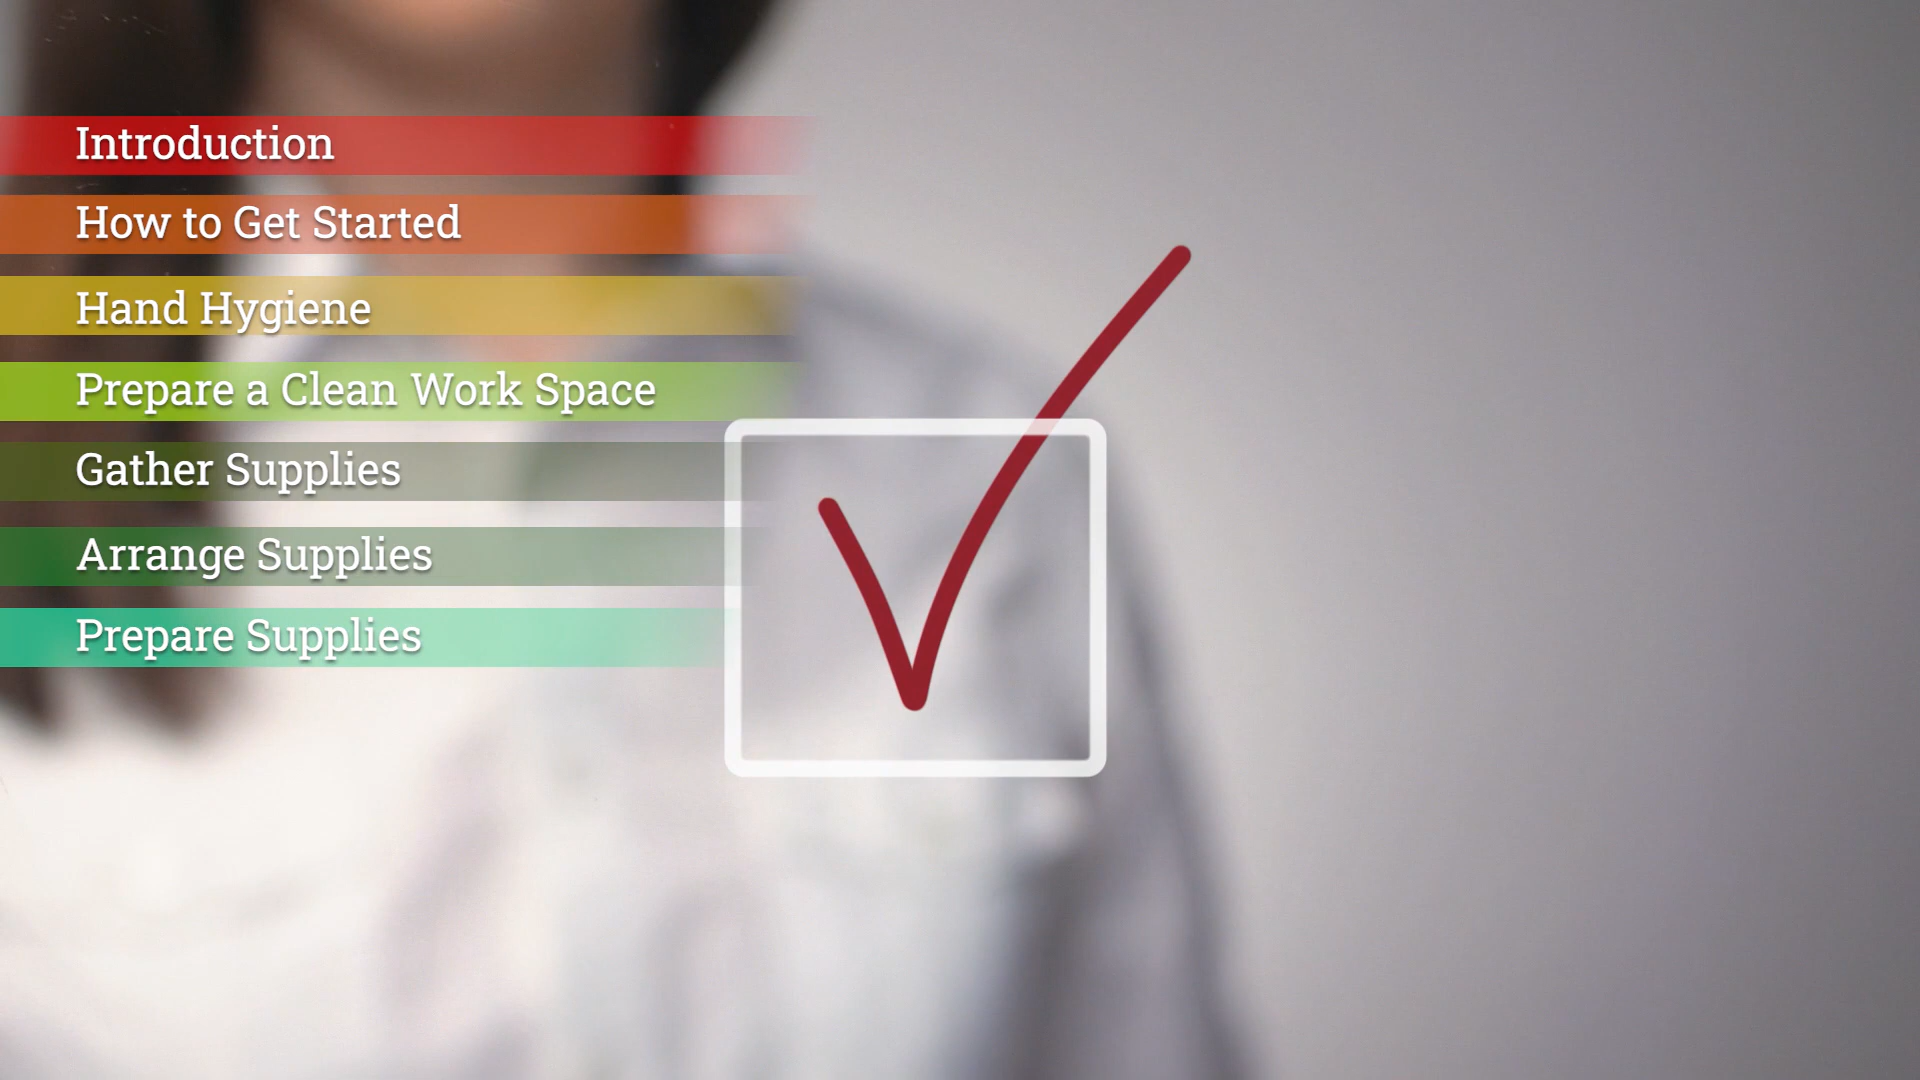 Introduction
How to Get Started
Hand Hygiene
Prepare a Clean Work Space
Gather Supplies
Arrange Supplies
Prepare Supplies